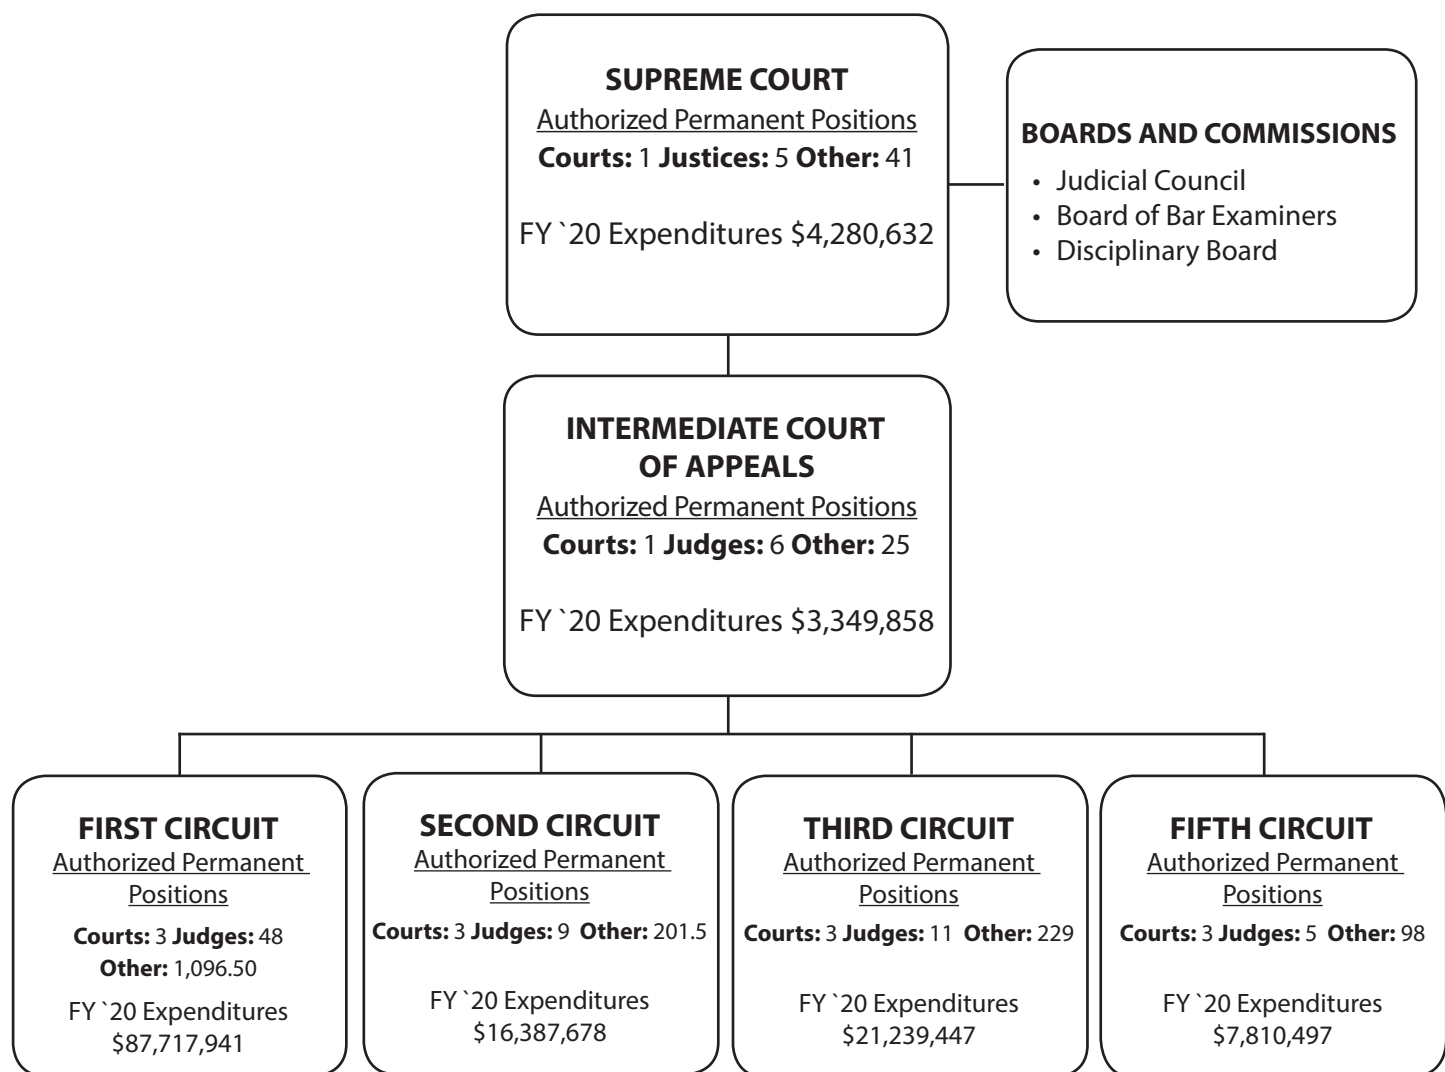 SUPREME COURT
Authorized Permanent Positions
Courts: 1 Justices: 5 Other: 41
FY `20 Expenditures $4,280,632
BOARDS AND COMMISSIONS
• Judicial Council
• Board of Bar Examiners
• Disciplinary Board
INTERMEDIATE COURT
OF APPEALS
Authorized Permanent Positions
Courts: 1 Judges: 6 Other: 25
FY `20 Expenditures $3,349,858
FIRST CIRCUIT
Authorized Permanent
Positions
Courts: 3 Judges: 48
Other: 1,096.50
FY `20 Expenditures
$87,717,941
SECOND CIRCUIT
Authorized Permanent
Positions
Courts: 3 Judges: 9 Other: 201.5
FY `20 Expenditures
$16,387,678
THIRD CIRCUIT
Authorized Permanent
Positions
Courts: 3 Judges: 11 Other: 229
FY `20 Expenditures
$21,239,447
FIFTH CIRCUIT
Authorized Permanent
Positions
Courts: 3 Judges: 5 Other: 98
FY `20 Expenditures
$7,810,497